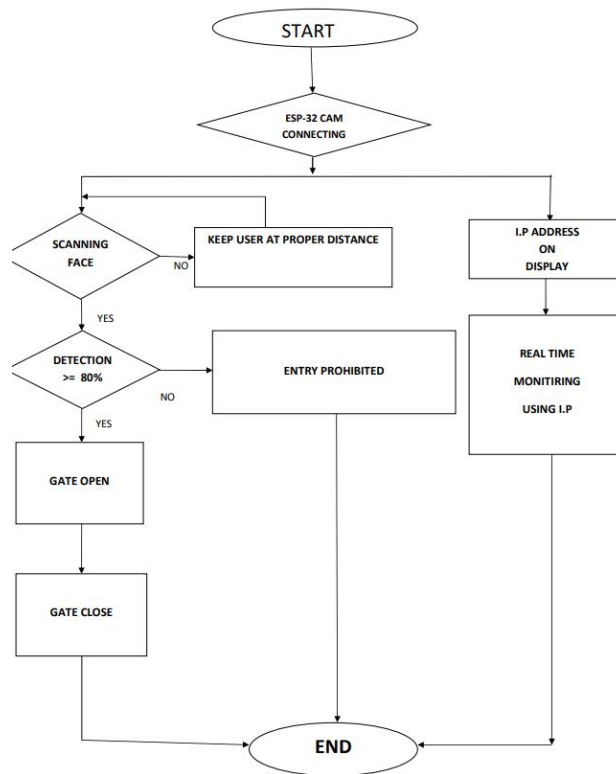 START
ESP-32 CAM
CONNECTING
SCANNING
FACE
NO
KEEP USER AT PROPER DISTANCE
I.P ADDRESS
ON
DISPLAY
YES
DETECTION
>= 80%
NO
ENTRY PROHIBITED
REAL TIME
MONITIRING
USING I.P
YES
GATE OPEN
GATE CLOSE
END